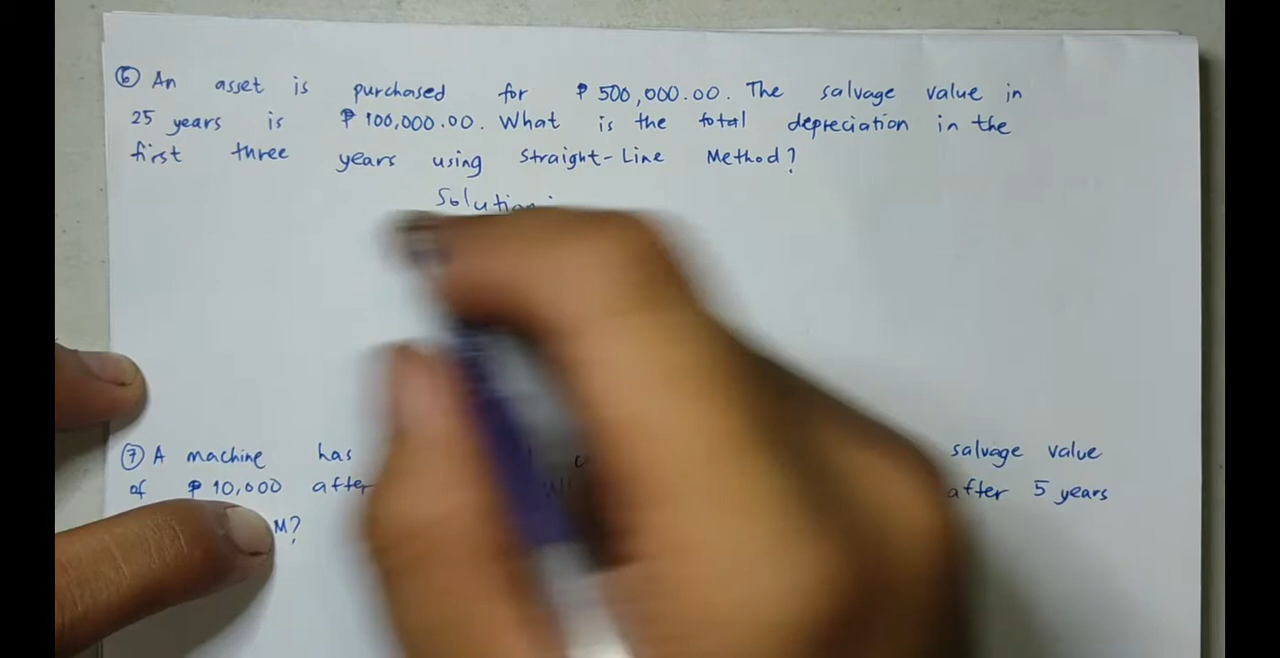 ⑥ An asset is purchased for ₱ 500,000.00. The salvage value in
25 years is ₱ 100,000.00. What is the total depreciation in the
first three years using Straight-Line Method?
Solution:
⑦ A machine has salvage value
of ₱ 10,000 after after 5 years
M?